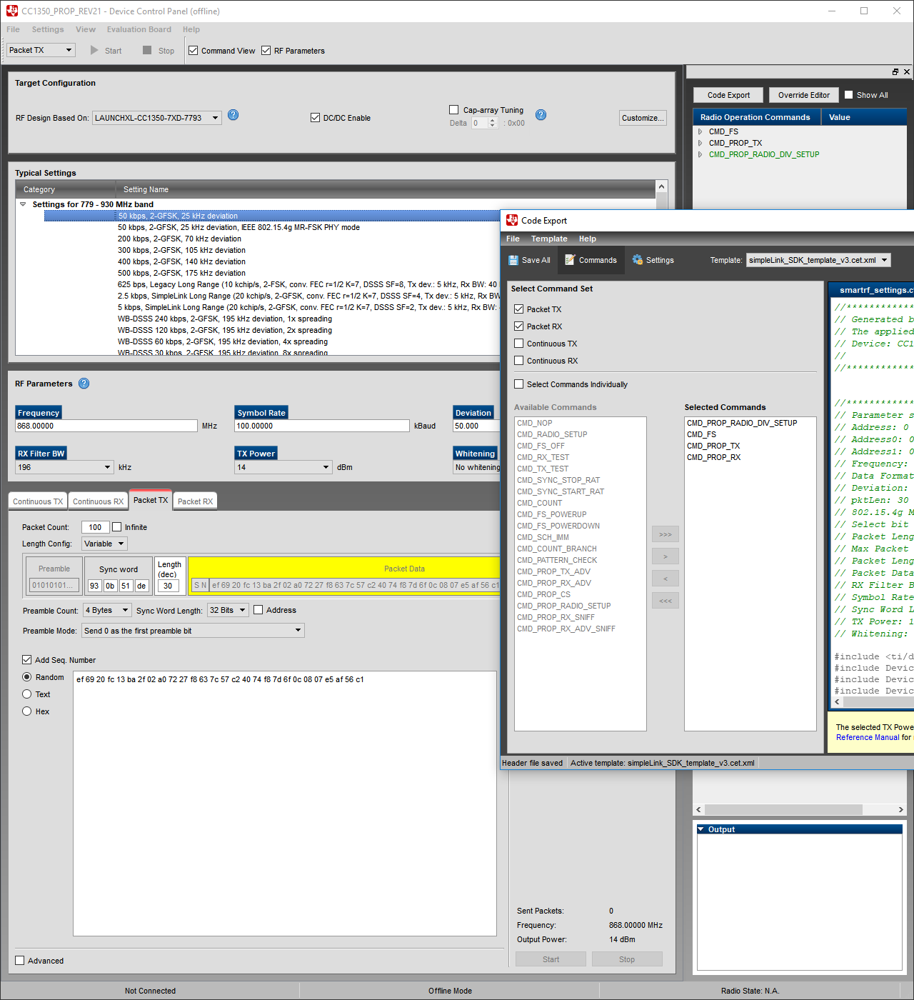 CC1350_PROP_REV21 - Device Control Panel (offline)
File Settings View Evaluation Board Help
Packet TX Start Stop Command View RF Parameters
Target Configuration
RF Design Based On: LAUNCHXL-CC1350-7XD-7793 DC/DC Enable Cap-array Tuning
Delta 0 : 0x00
Customize...
Code Export Override Editor Show All
Radio Operation Commands Value
CMD_FS
CMD_PROP_TX
CMD_PROP_RADIO_DIV_SETUP
Typical Settings
Category Setting Name
Settings for 779 - 930 MHz band
50 kbps, 2-GFSK, 25 kHz deviation
50 kbps, 2-GFSK, 25 kHz deviation, IEEE 802.15.4g MR-FSK PHY mode
200 kbps, 2-GFSK, 70 kHz deviation
300 kbps, 2-GFSK, 105 kHz deviation
400 kbps, 2-GFSK, 140 kHz deviation
500 kbps, 2-GFSK, 175 kHz deviation
625 bps, Legacy Long Range (10 kchip/s, 2-FSK, conv. FEC r=1/2 K=7, DSSS SF=8, Tx dev.: 5 kHz, Rx BW: 40
2.5 kbps, SimpleLink Long Range (20 kchip/s, 2-GFSK, conv. FEC r=1/2 K=7, DSSS SF=4, Tx dev.: 5 kHz, Rx BW
5 kbps, SimpleLink Long Range (20 kchip/s, 2-GFSK, conv. FEC r=1/2 K=7, DSSS SF=2, Tx dev.: 5 kHz, Rx BW:
WB-DSSS 240 kbps, 2-GFSK, 195 kHz deviation, 1x spreading
WB-DSSS 120 kbps, 2-GFSK, 195 kHz deviation, 2x spreading
WB-DSSS 60 kbps, 2-GFSK, 195 kHz deviation, 4x spreading
WB-DSSS 30 kbps, 2-GFSK, 195 kHz deviation, 8x spreading
RF Parameters
Frequency Symbol Rate Deviation
868.00000 MHz 100.00000 kBaud 50.000
RX Filter BW TX Power Whitening
196 kHz 14 dBm No whitening
Continuous TX Continuous RX Packet TX Packet RX
Packet Count: 100 Infinite
Length Config: Variable
Preamble Sync word Length (dec) Packet Data
01010101... 93 0b 51 de 30 S N ef 69 20 fc 13 ba 2f 02 a0 72 27 f8 63 7c 57 c2 40 74 f8 7d 6f 0c 08 07 e5 af 56 c1
Preamble Count: 4 Bytes Sync Word Length: 32 Bits Address
Preamble Mode: Send 0 as the first preamble bit
Add Seq. Number
Random
Text
Hex
ef 69 20 fc 13 ba 2f 02 a0 72 27 f8 63 7c 57 c2 40 74 f8 7d 6f 0c 08 07 e5 af 56 c1
Advanced
Code Export
File Template Help
Save All Commands Settings Template: simpleLink_SDK_template_v3.cet.xml
Select Command Set
Packet TX
Packet RX
Continuous TX
Continuous RX
Select Commands Individually
Available Commands
CMD_NOP
CMD_RADIO_SETUP
CMD_FS_OFF
CMD_RX_TEST
CMD_TX_TEST
CMD_SYNC_STOP_RAT
CMD_SYNC_START_RAT
CMD_COUNT
CMD_FS_POWERUP
CMD_FS_POWERDOWN
CMD_SCH_IMM
CMD_COUNT_BRANCH
CMD_PATTERN_CHECK
CMD_PROP_TX_ADV
CMD_PROP_RX_ADV
CMD_PROP_CS
CMD_PROP_RADIO_SETUP
CMD_PROP_RX_SNIFF
CMD_PROP_RX_ADV_SNIFF
>>>
>
<
<<<
Selected Commands
CMD_PROP_RADIO_DIV_SETUP
CMD_FS
CMD_PROP_TX
CMD_PROP_RX
smartrf_settings.c
//*************
// Generated b
// The applied
// Device: CC1
//
//*************
//*************
// Parameter s
// Address: 0
// Address0: 0
// Address1: 0
// Frequency:
// Data Format
// Deviation:
// pktLen: 30
// 802.15.4g M
// Select bit
// Packet Leng
// Max Packet
// Packet Leng
// Packet Data
// RX Filter B
// Symbol Rate
// Sync Word L
// TX Power: 1
// Whitening:
#include <ti/d
#include Devic
#include Devic
#include Devic
The selected TX Powe
Reference Manual for
Header file saved Active template: simpleLink_SDK_template_v3.cet.xml
Output
Sent Packets: 0
Frequency: 868.00000 MHz
Output Power: 14 dBm
Start Stop
Not Connected Offline Mode Radio State: N.A.